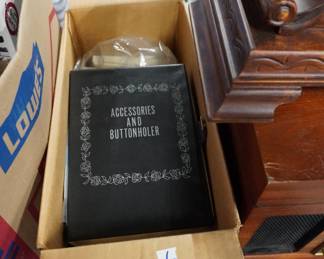 LOWE'S
ACCESSORIES
AND
BUTTONHOLER